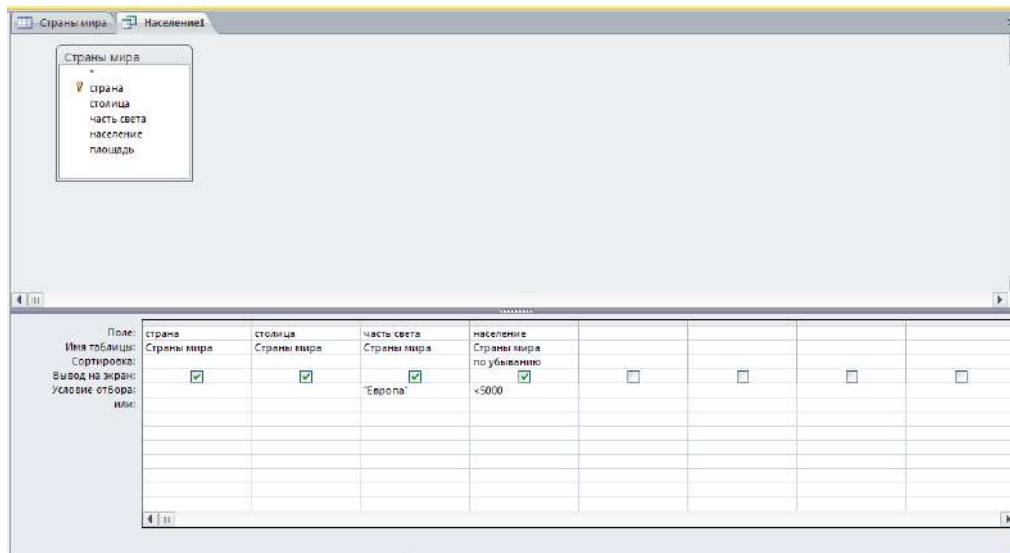 Страны мира Население1
Страны мира
*
страна
столица
часть света
население
площадь
Поле: страна столица часть света население
Имя таблицы: Страны мира Страны мира Страны мира Страны мира
Сортировка: по убыванию
Вывод на экран:
Условие отбора: "Европа" <5000
или: